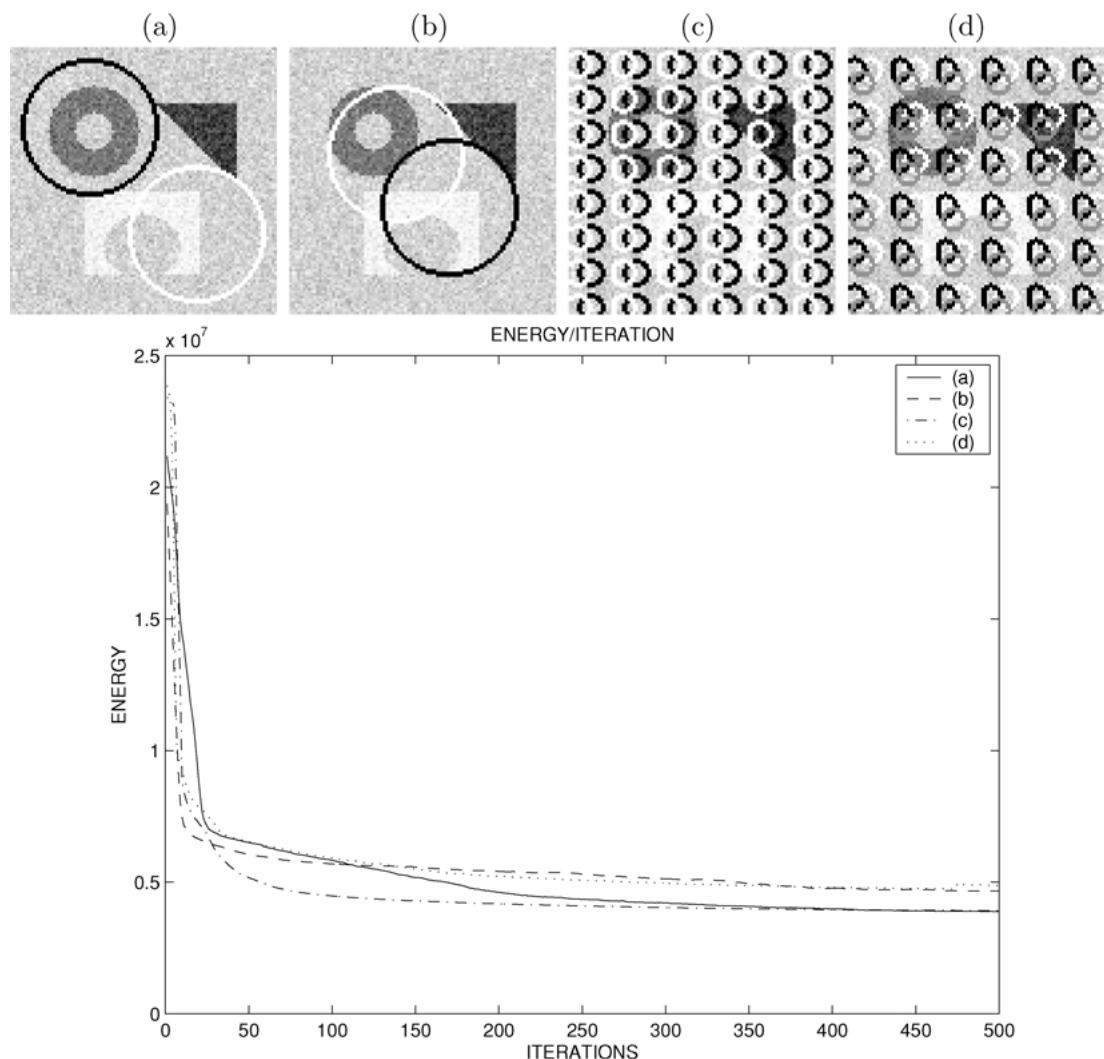 (a) (b) (c) (d)
x 10^7
ENERGY/ITERATION
2.5
2
1.5
1
0.5
0
ENERGY
(a)
(b)
(c)
(d)
0 50 100 150 200 250 300 350 400 450 500
ITERATIONS